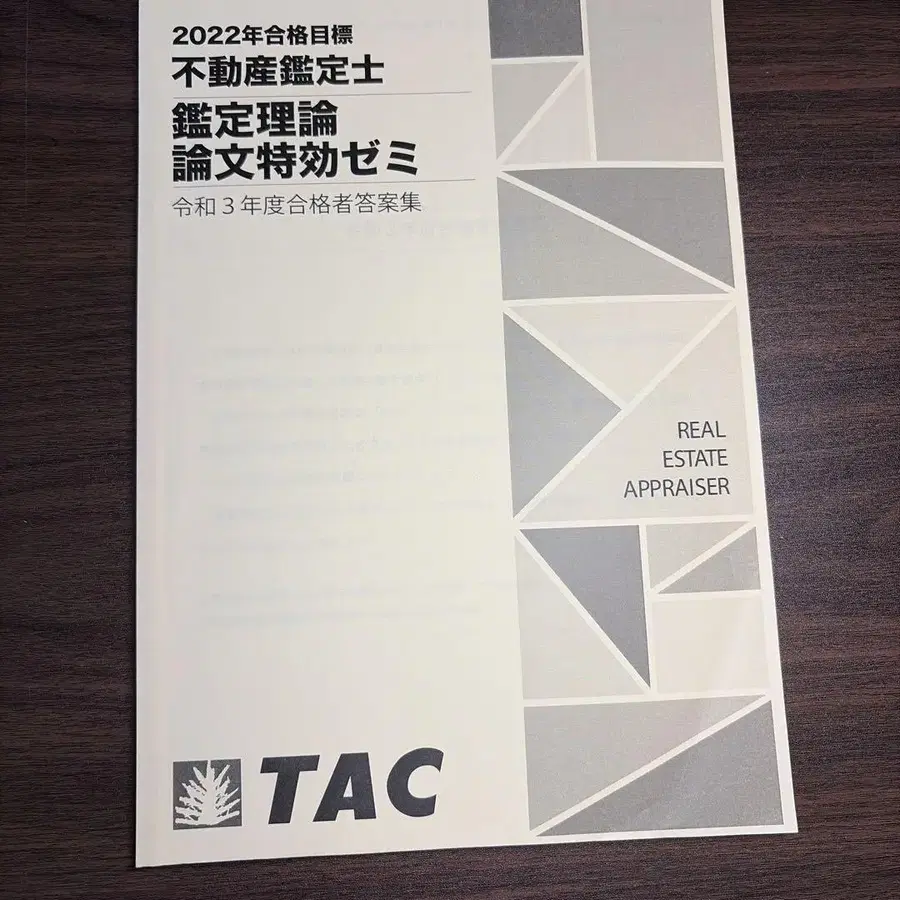 2022年合格目標
不動産鑑定士
鑑定理論
論文特効ゼミ
令和3年度合格者答案集
REAL
ESTATE
APPRAISER
TAC